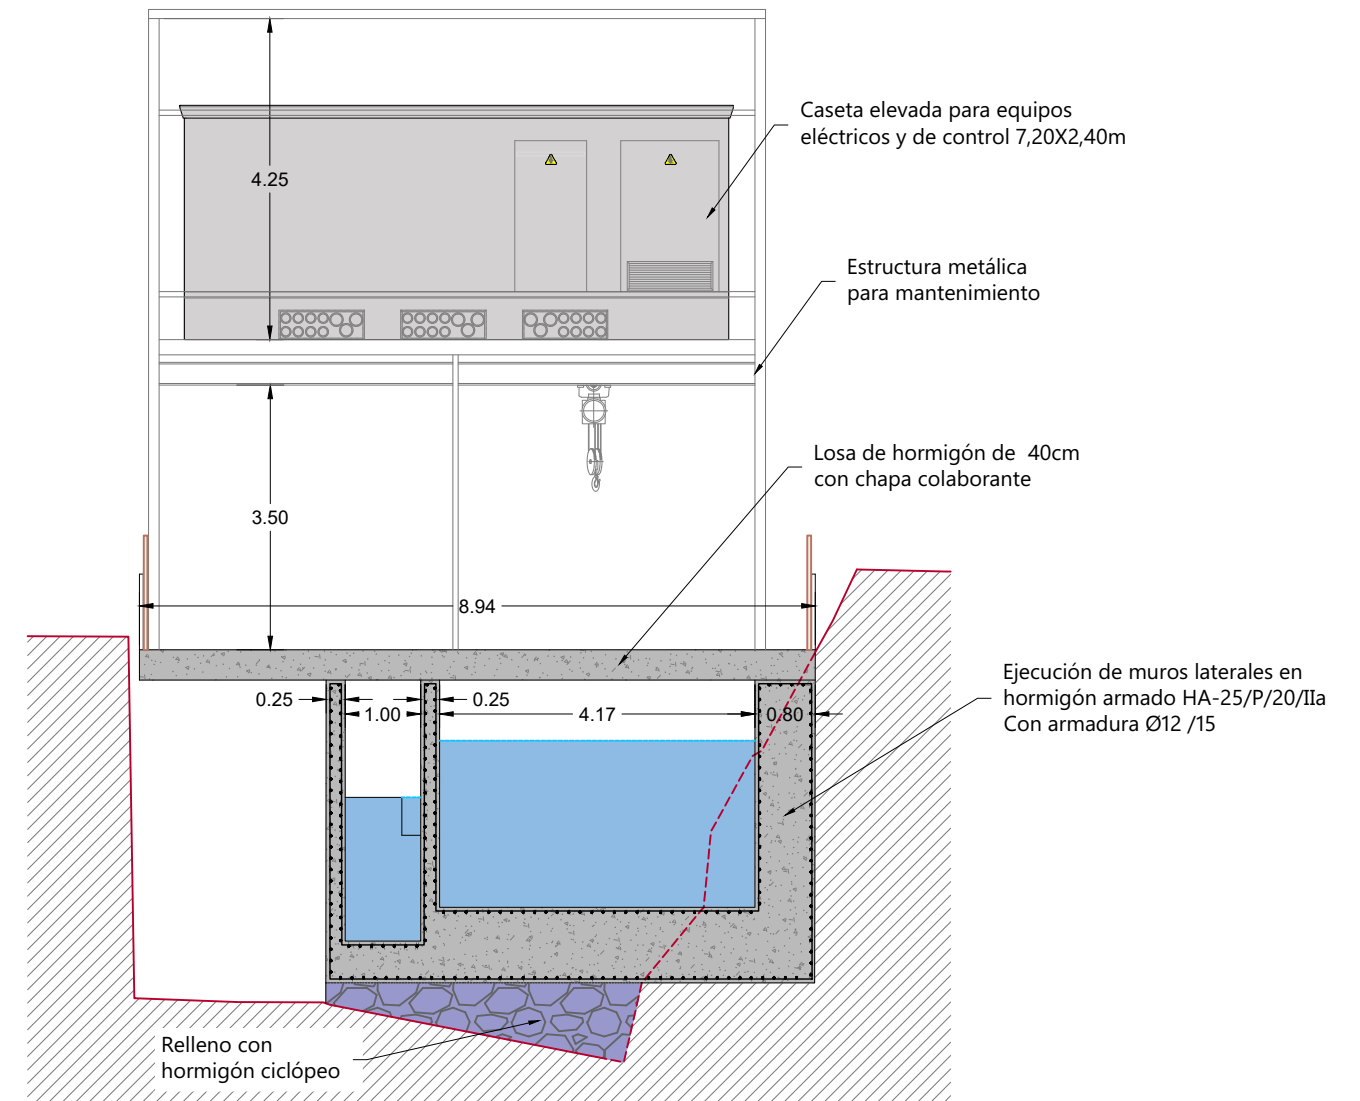 Caseta elevada para equipos
eléctricos y de control 7,20X2,40m
4.25
Estructura metálica
para mantenimiento
Losa de hormigón de  40cm
con chapa colaborante
3.50
8.94
Ejecución de muros laterales en
hormigón armado HA-25/P/20/IIa
Con armadura Ø12 /15
0.25
0.25
1.00
4.17
0.80
Relleno con
hormigón ciclópeo